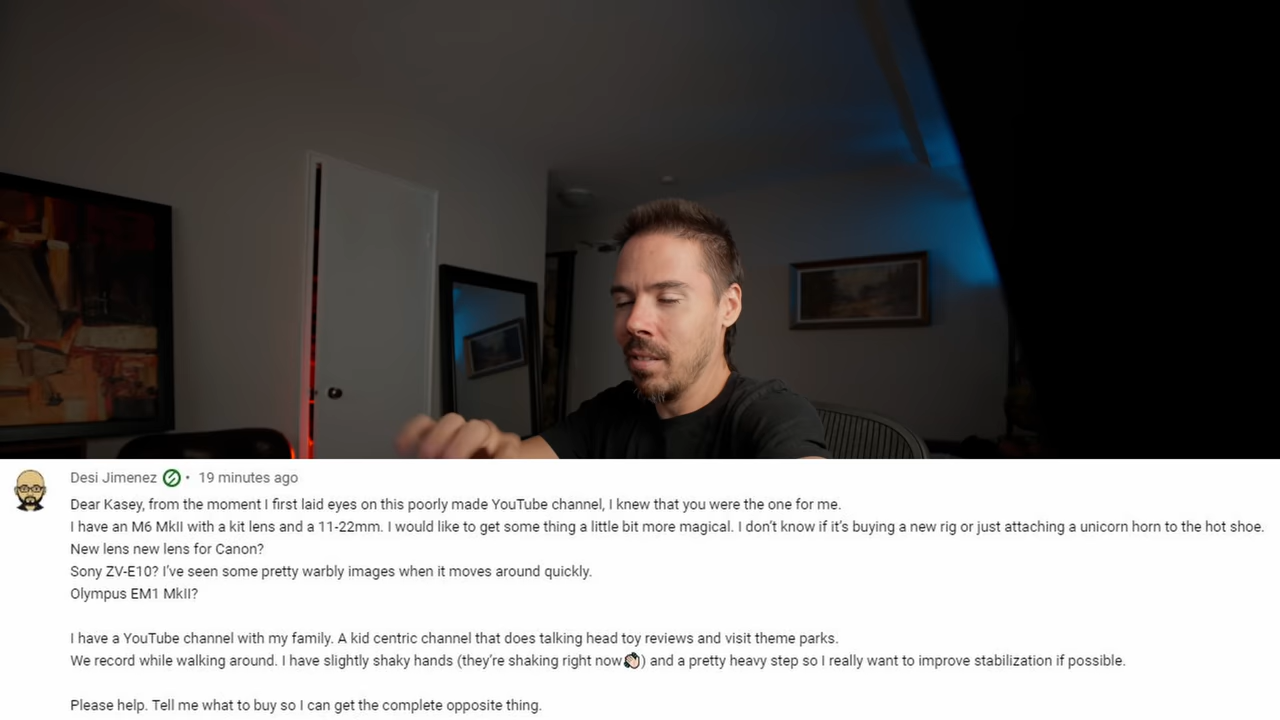 Desi Jimenez • 19 minutes ago
Dear Kasey, from the moment I first laid eyes on this poorly made YouTube channel, I knew that you were the one for me.
I have an M6 MkII with a kit lens and a 11-22mm. I would like to get some thing a little bit more magical. I don't know if it's buying a new rig or just attaching a unicorn horn to the hot shoe.
New lens new lens for Canon?
Sony ZV-E10? I've seen some pretty warbly images when it moves around quickly.
Olympus EM1 MkII?
I have a YouTube channel with my family. A kid centric channel that does talking head toy reviews and visit theme parks.
We record while walking around. I have slightly shaky hands (they're shaking right now👏🏻) and a pretty heavy step so I really want to improve stabilization if possible.
Please help. Tell me what to buy so I can get the complete opposite thing.